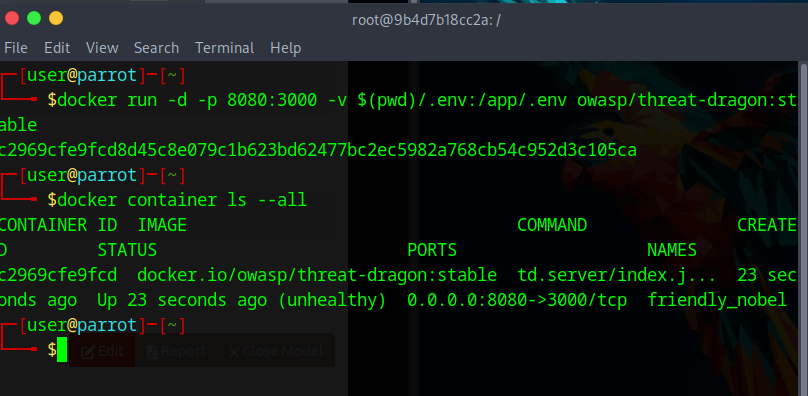 root@9b4d7b18cc2a: /
File Edit View Search Terminal Help
[user@parrot]─[~]
$docker run -d -p 8080:3000 -v $(pwd)/.env:/app/.env owasp/threat-dragon:st
able
c2969cfe9fcd8d45c8e079c1b623bd62477bc2ec5982a768cb54c952d3c105ca
[user@parrot]─[~]
$docker container ls --all
CONTAINER ID  IMAGE                                COMMAND               CREATE
D         STATUS                        PORTS                   NAMES
c2969cfe9fcd  docker.io/owasp/threat-dragon:stable  td.server/index.j...  23 sec
onds ago  Up 23 seconds ago (unhealthy)  0.0.0.0:8080->3000/tcp  friendly_nobel
[user@parrot]─[~]
$
Edit Report Close Model